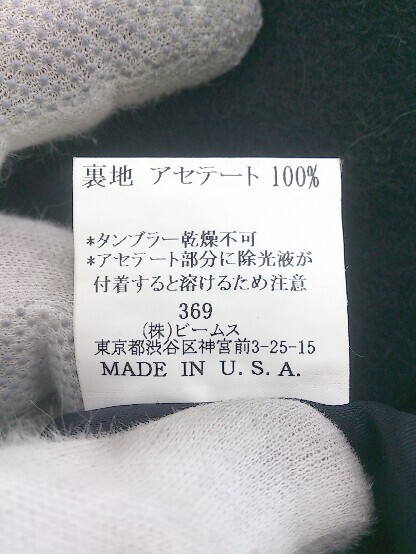 裏地 アセテート 100%
*タンブラー乾燥不可
*アセテート部分に除光液が
付着すると溶けるため注意
369
(株)ビームス
東京都渋谷区神宮前3-25-15
MADE IN U.S.A.